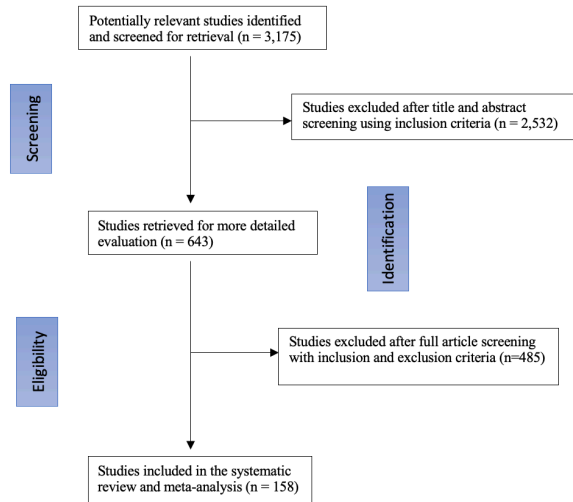 Potentially relevant studies identified
and screened for retrieval (n = 3,175)
Screening
Studies excluded after title and abstract
screening using inclusion criteria (n = 2,532)
Studies retrieved for more detailed
evaluation (n = 643)
Identification
Eligibility
Studies excluded after full article screening
with inclusion and exclusion criteria (n=485)
Studies included in the systematic
review and meta-analysis (n = 158)